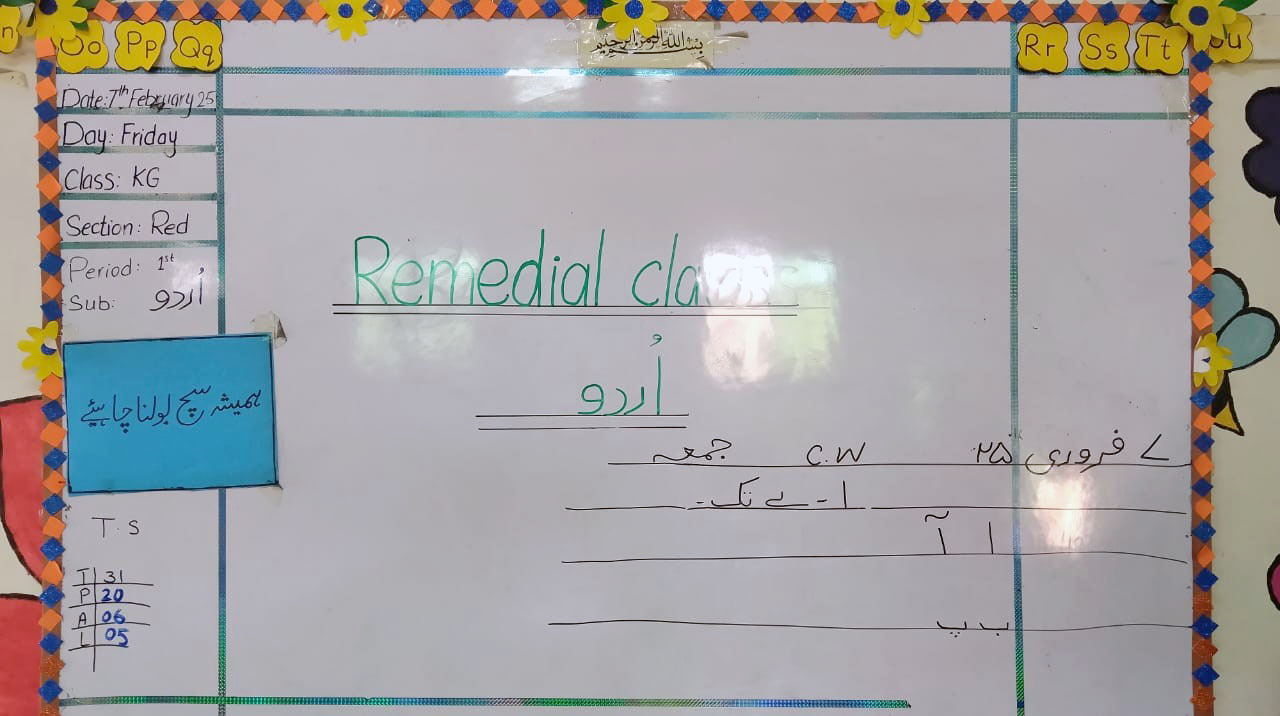 Pp Qq
بسم اللہ الرحمن الرحیم
Rr Ss Tt
Date: 7th February 25
Day: Friday
Class: KG
Section: Red
Period: 1st
Sub: اُردو
ہمیشہ سچ بولنا چاہیئے
T.S
T 31
P 20
A 06
L 05
Remedial
اُردو
۷ فروری ۲۵ C.W جمعہ
ا - ے تک۔
ا آ
ب پ